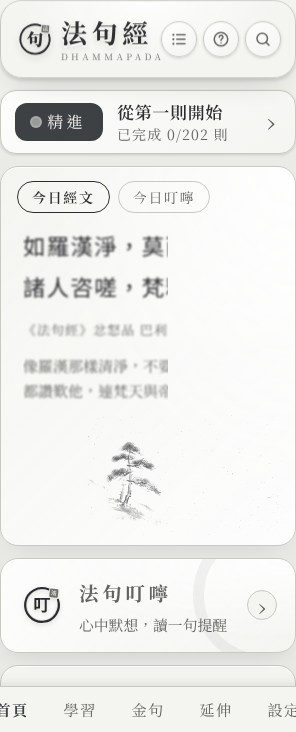 句 法句經
DHAMMAPADA
精進
從第一則開始
已完成 0/202 則
今日經文
今日叮嚀
如羅漢淨，莫
諸人咨嗟，梵
《法句經》忿怒品 巴利
像羅漢那樣清淨，不要
都讚歎他，連梵天與帝
叮
法句叮嚀
心中默想，讀一句提醒
首頁
學習
金句
延伸
設定